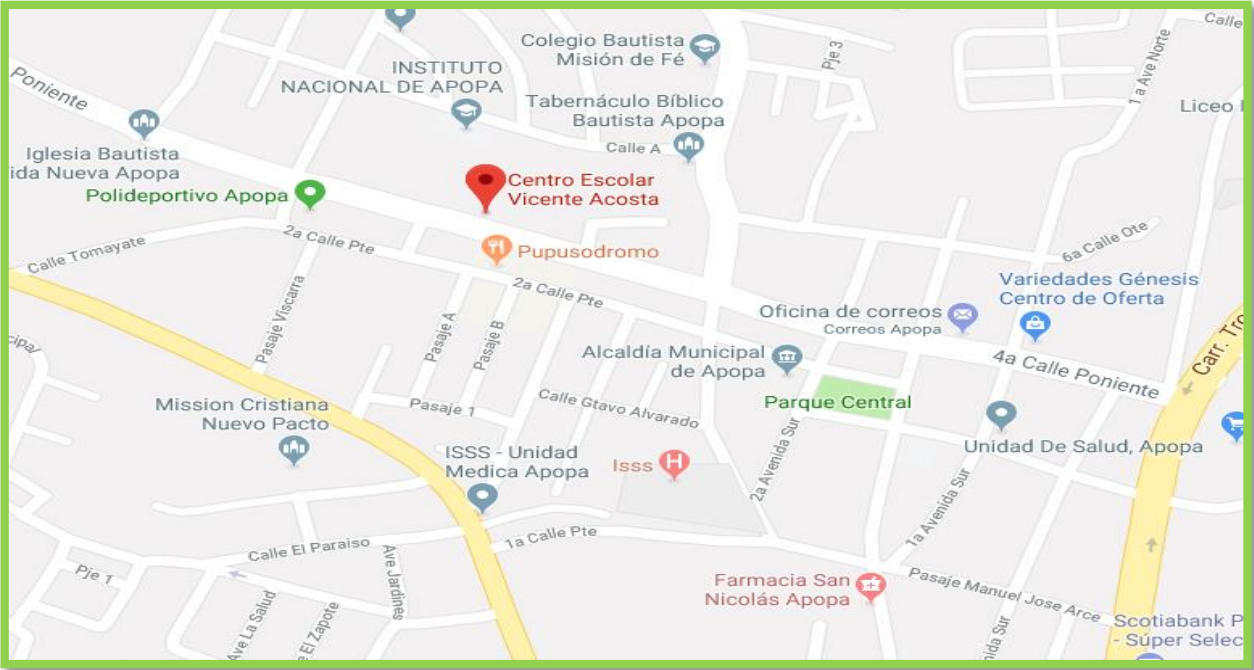 Calle
Colegio Bautista
Misión de Fé
Pje 3
1 a Ave Norte
INSTITUTO
NACIONAL DE APOPA
Poniente
Tabernáculo Bíblico
Bautista Apopa
Liceo
Calle A
Iglesia Bautista
ida Nueva Apopa
Centro Escolar
Vicente Acosta
Polideportivo Apopa
2a Calle Pte
Calle Tomayate
Pupusodromo
6a Calle Ote
Variedades Génesis
Centro de Oferta
2a Calle Pte
Pasaje Viscarra
Oficina de correos
Correos Apopa
Carr. Tro
Pasaje A
Pasaje B
cipal
Alcaldía Municipal
de Apopa
4a Calle Poniente
Parque Central
Mission Cristiana
Nuevo Pacto
Pasaje 1
Calle Gtavo Alvarado
ISSS - Unidad
Medica Apopa
Isss
H
2a Avenida Sur
Unidad De Salud, Apopa
1a Avenida Sur
1a Calle Pte
Calle El Paraiso
Ave Jardines
Pje 1
Farmacia San
Nicolás Apopa
Pasaje Manuel Jose Arce
Ave La Salud
e El Zapote
nida Sur
Scotiabank P
- Súper Selec